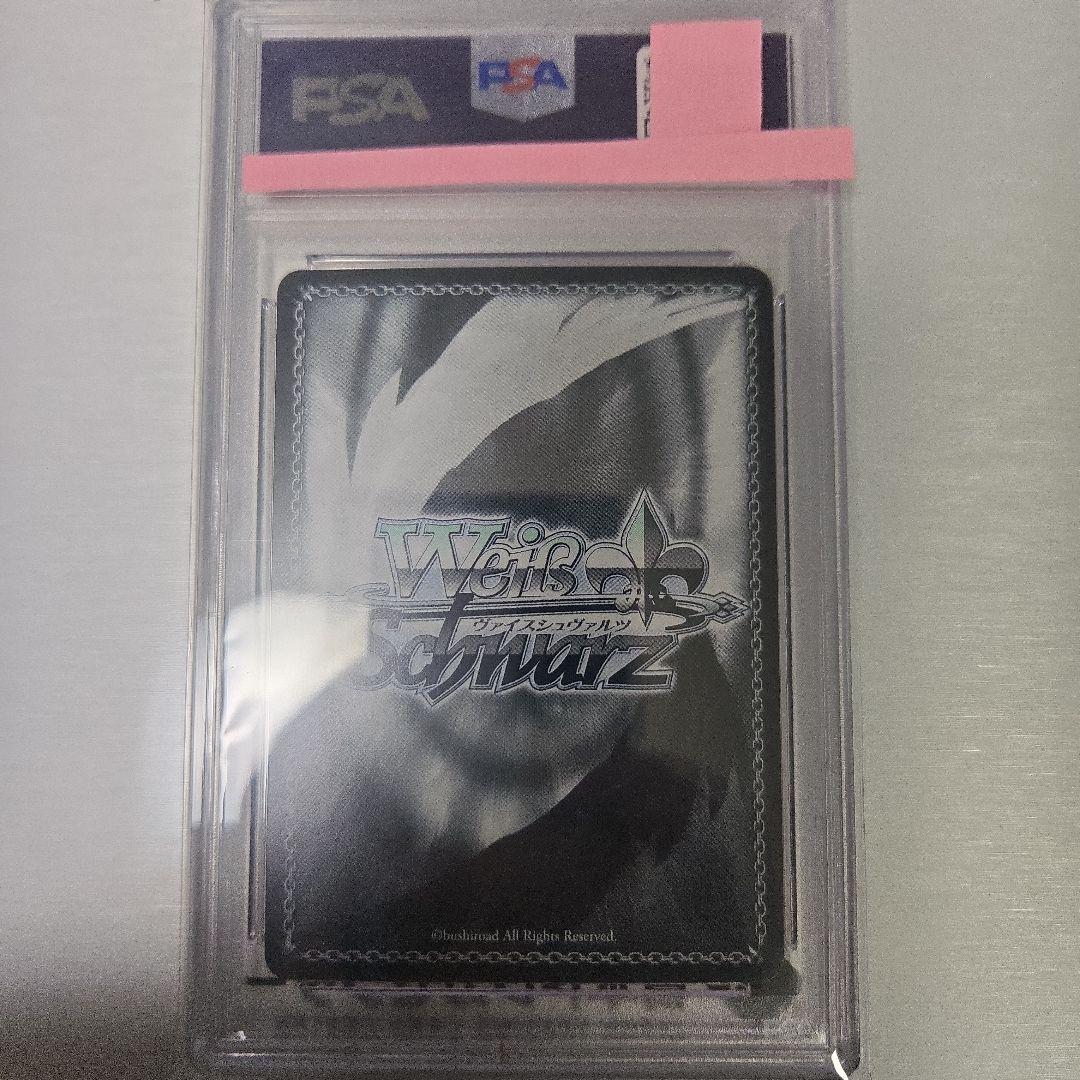 PSA
PSA
Weiß
ヴァイスシュヴァルツ
Schwarz
©bushiroad All Rights Reserved.